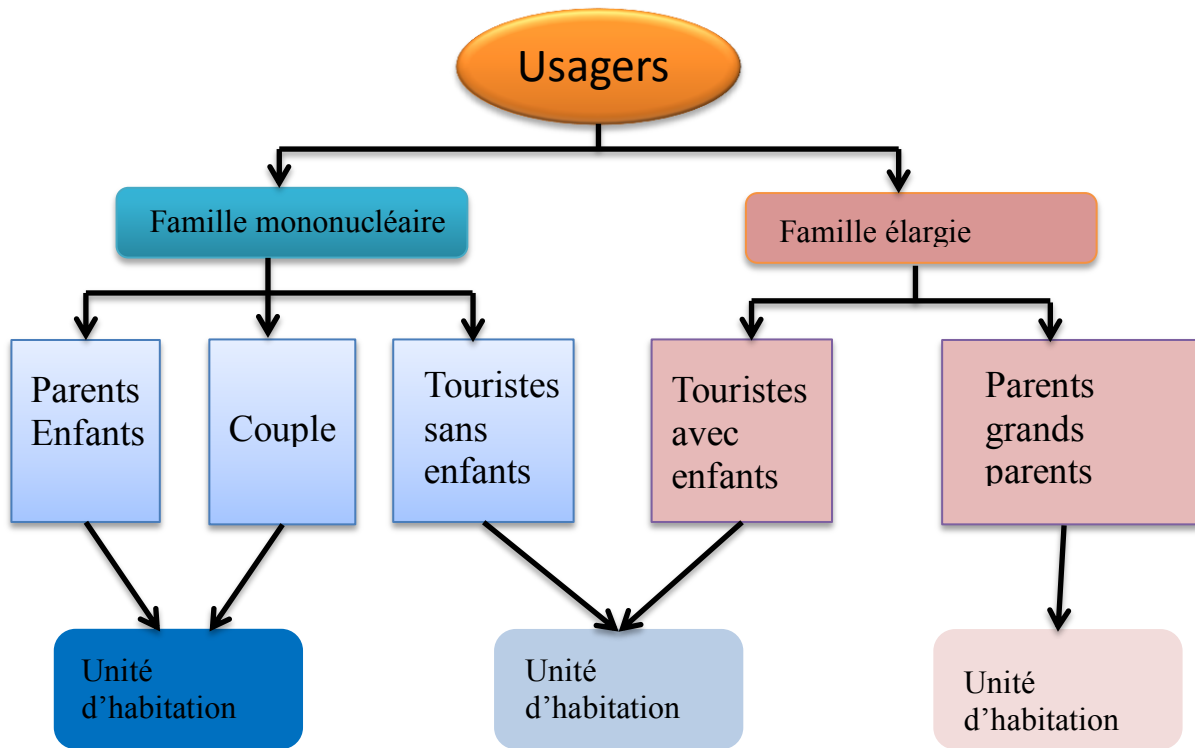 Usagers
Famille mononucléaire
Famille élargie
Parents
Enfants
Couple
Touristes
sans
enfants
Touristes
avec
enfants
Parents
grands
parents
Unité
d’habitation
Unité
d’habitation
Unité
d’habitation